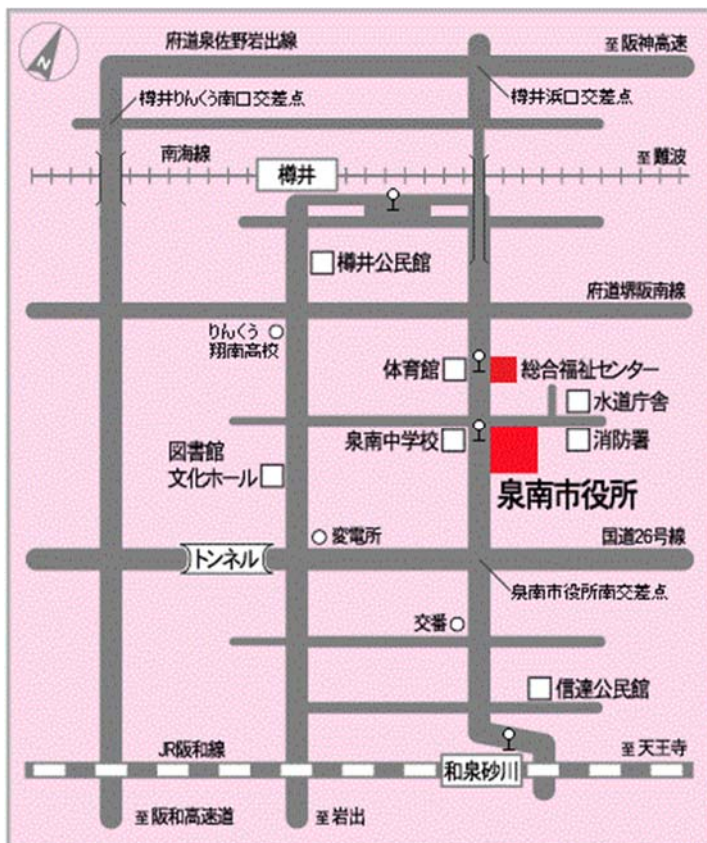 N
府道泉佐野岩出線
至阪神高速
樽井りんくう南口交差点
樽井浜口交差点
南海線
樽井
至難波
樽井公民館
府道堺阪南線
りんくう
翔南高校
体育館
総合福祉センター
水道庁舎
泉南中学校
消防署
図書館
文化ホール
泉南市役所
変電所
国道26号線
トンネル
泉南市役所南交差点
交番
信達公民館
JR阪和線
和泉砂川
至天王寺
至阪和高速道
至岩出